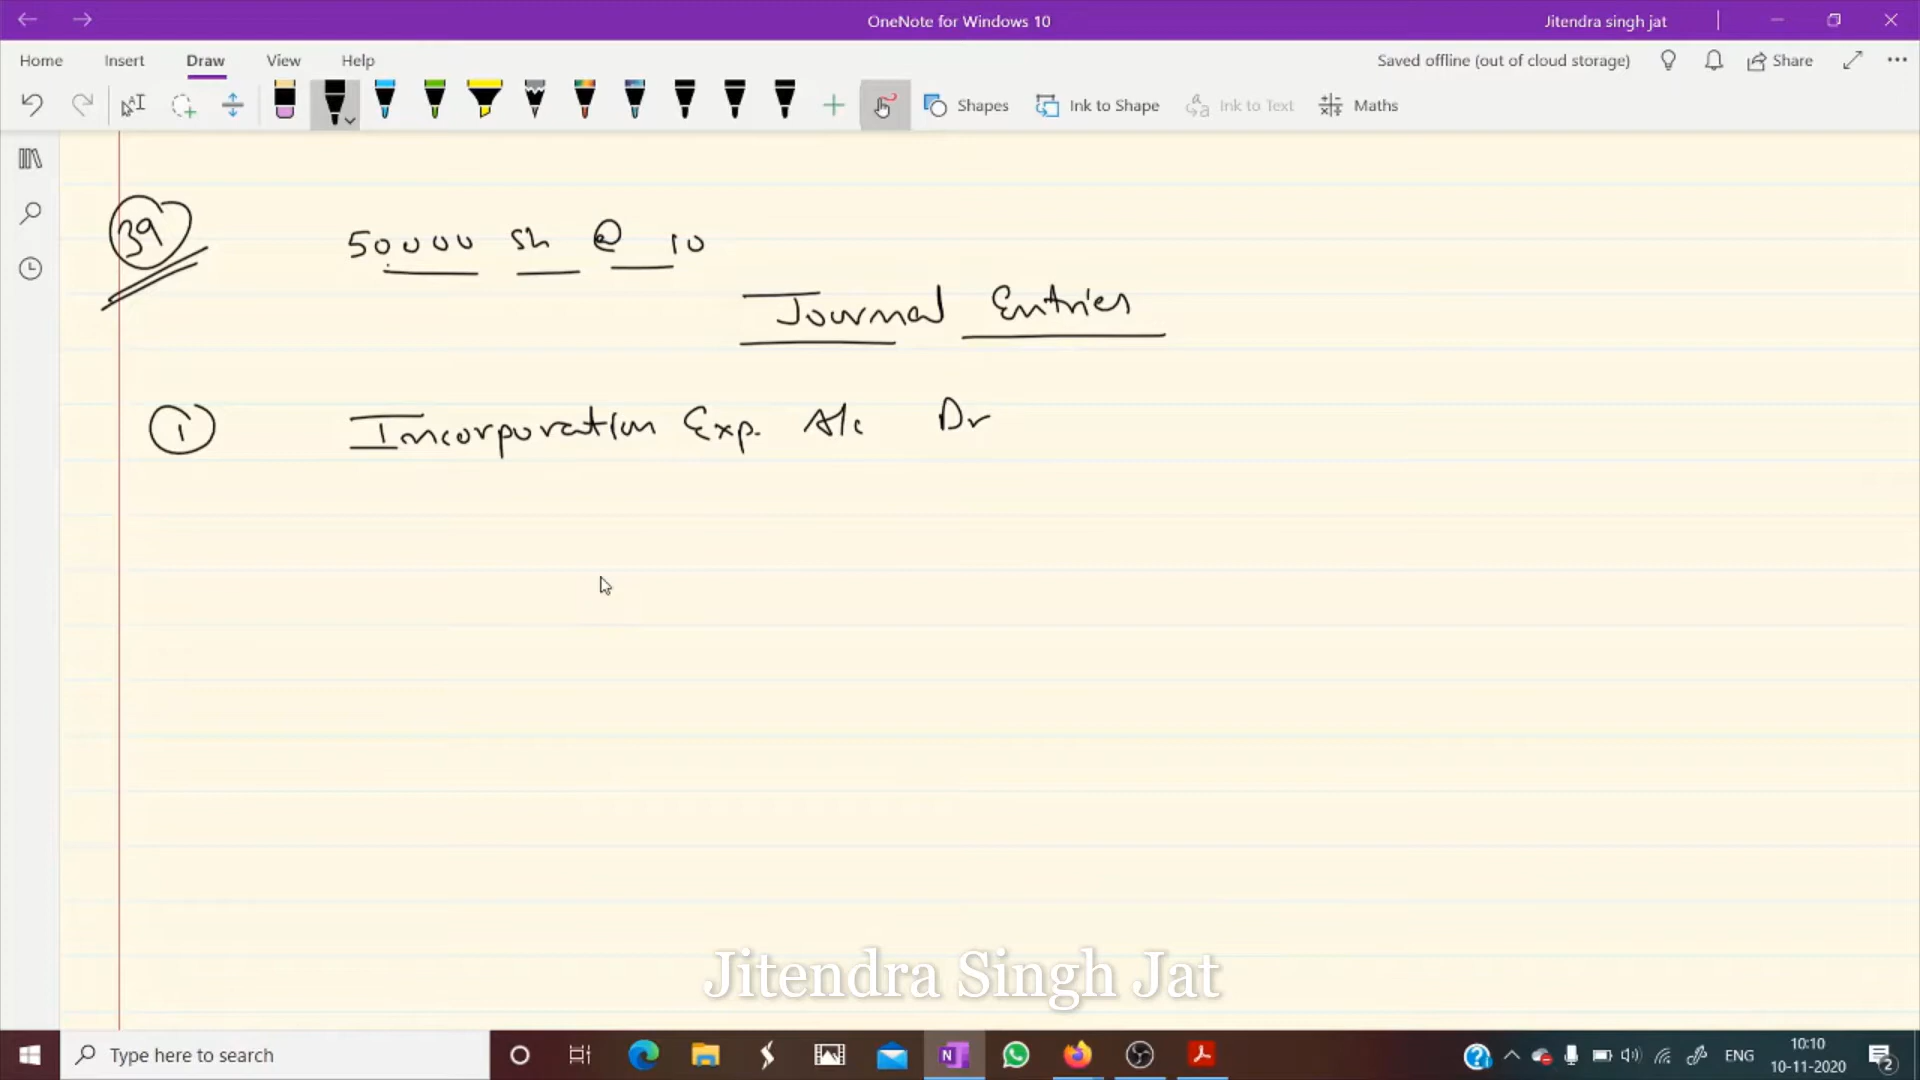 OneNote for Windows 10
Jitendra singh jat
Home Insert Draw View Help
Saved offline (out of cloud storage) Share
Shapes Ink to Shape Ink to Text Maths
39
50000 sh @ 10
Journal Entries
1 Incorporation Exp. A/c Dr
Jitendra Singh Jat
Type here to search
ENG
10:10
10-11-2020
2